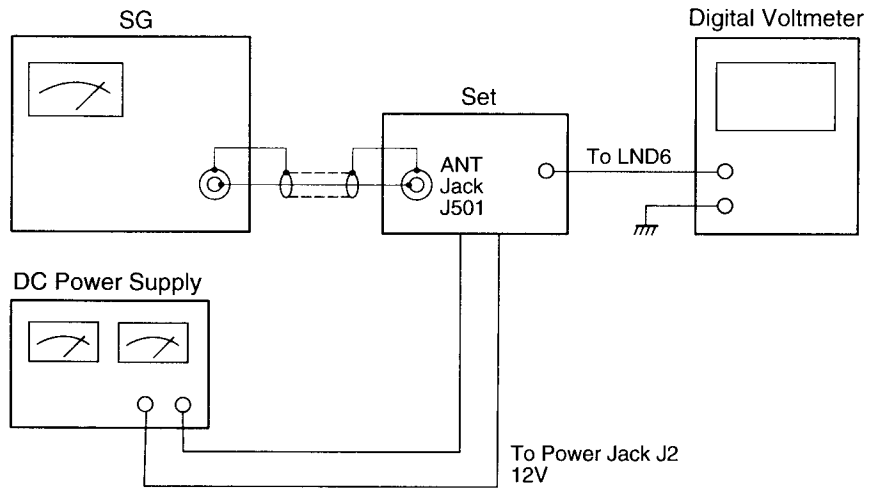 SG
Digital Voltmeter
Set
ANT
Jack
J501
To LND6
DC Power Supply
To Power Jack J2
12V